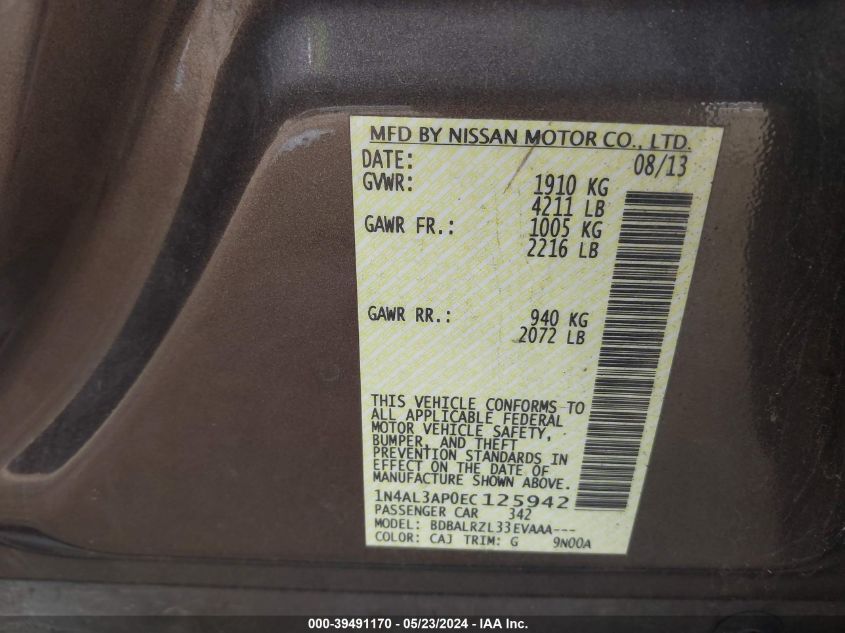 MFD BY NISSAN MOTOR CO., LTD.
DATE: 08/13
GVWR: 1910 KG
4211 LB
GAWR FR.: 1005 KG
2216 LB
GAWR RR.: 940 KG
2072 LB
THIS VEHICLE CONFORMS TO
ALL APPLICABLE FEDERAL
MOTOR VEHICLE SAFETY,
BUMPER, AND THEFT
PREVENTION STANDARDS IN
EFFECT ON THE DATE OF
MANUFACTURE SHOWN ABOVE.
1N4AL3AP0EC125942
PASSENGER CAR 342
MODEL: BDBALRZL33EVAAA---
COLOR: CAJ TRIM: G 9N00A
000-39491170 / 05/23/2024 - IAA Inc.